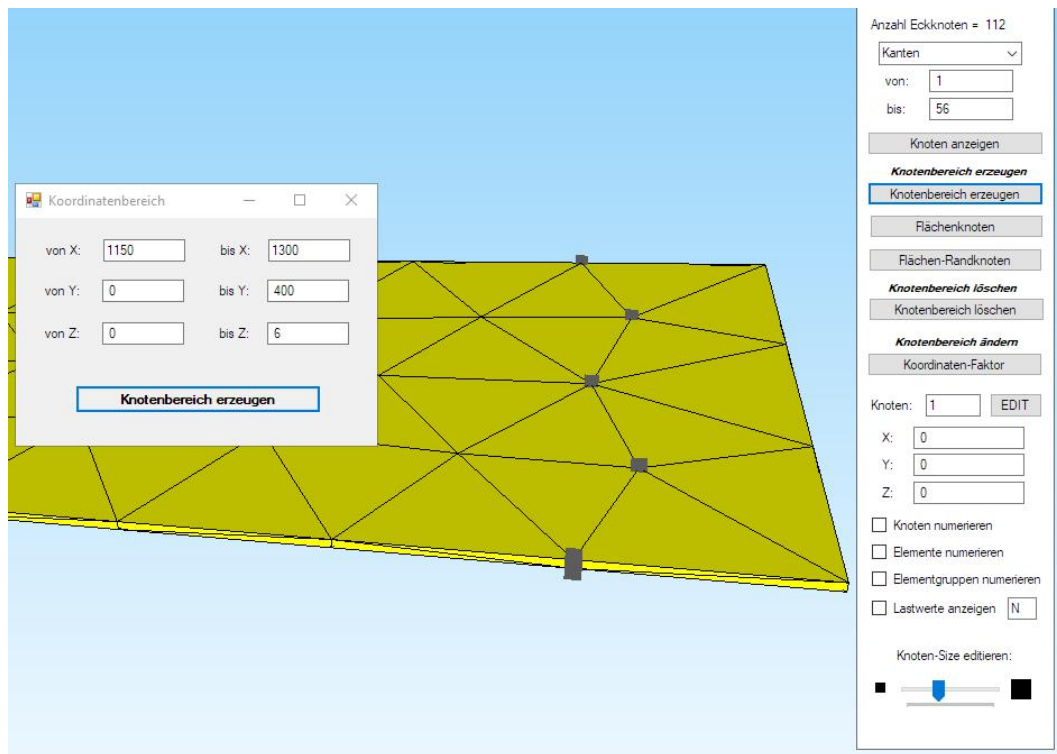 Anzahl Eckknoten = 112
Kanten
von: 1
bis: 56
Knoten anzeigen
Knotenbereich erzeugen
Knotenbereich erzeugen
Flächenknoten
Flächen-Randknoten
Knotenbereich löschen
Knotenbereich löschen
Knotenbereich ändern
Koordinaten-Faktor
Knoten: 1 EDIT
X: 0
Y: 0
Z: 0
Knoten numerieren
Elemente numerieren
Elementgruppen numerieren
Lastwerte anzeigen N
Knoten-Size editieren:
Koordinatenbereich
von X: 1150 bis X: 1300
von Y: 0 bis Y: 400
von Z: 0 bis Z: 6
Knotenbereich erzeugen